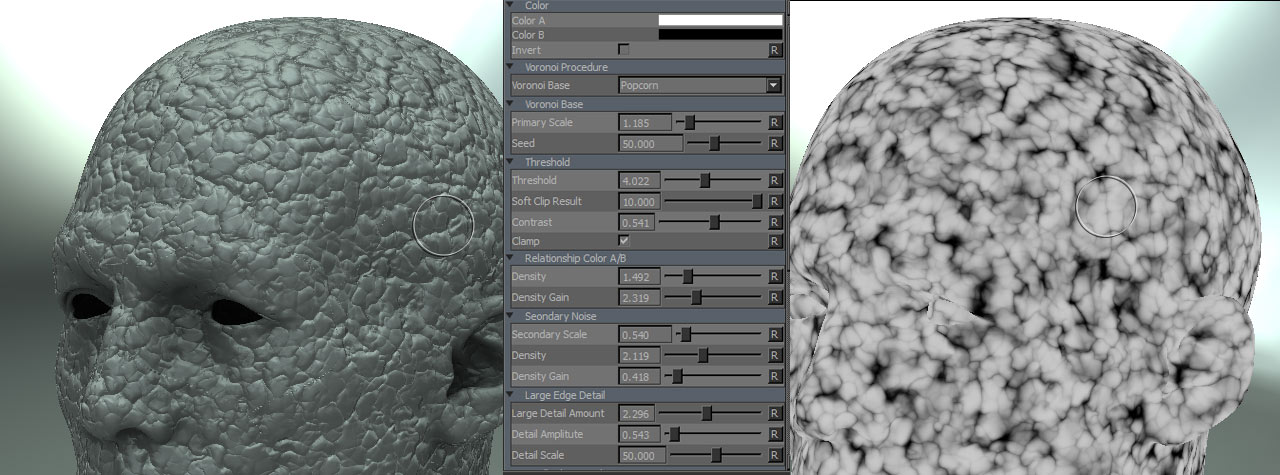 Color
Color A
Color B
Invert R
Voronoi Procedure
Voronoi Base Popcorn
Voronoi Base
Primary Scale 1.185 R
Seed 50.000 R
Threshold
Threshold 4.022 R
Soft Clip Result 10.000 R
Contrast 0.541 R
Clamp R
Relationship Color A/B
Density 1.492 R
Density Gain 2.319 R
Seondary Noise
Secondary Scale 0.540 R
Density 2.119 R
Density Gain 0.418 R
Large Edge Detail
Large Detail Amount 2.296 R
Detail Amplitute 0.543 R
Detail Scale 50.000 R